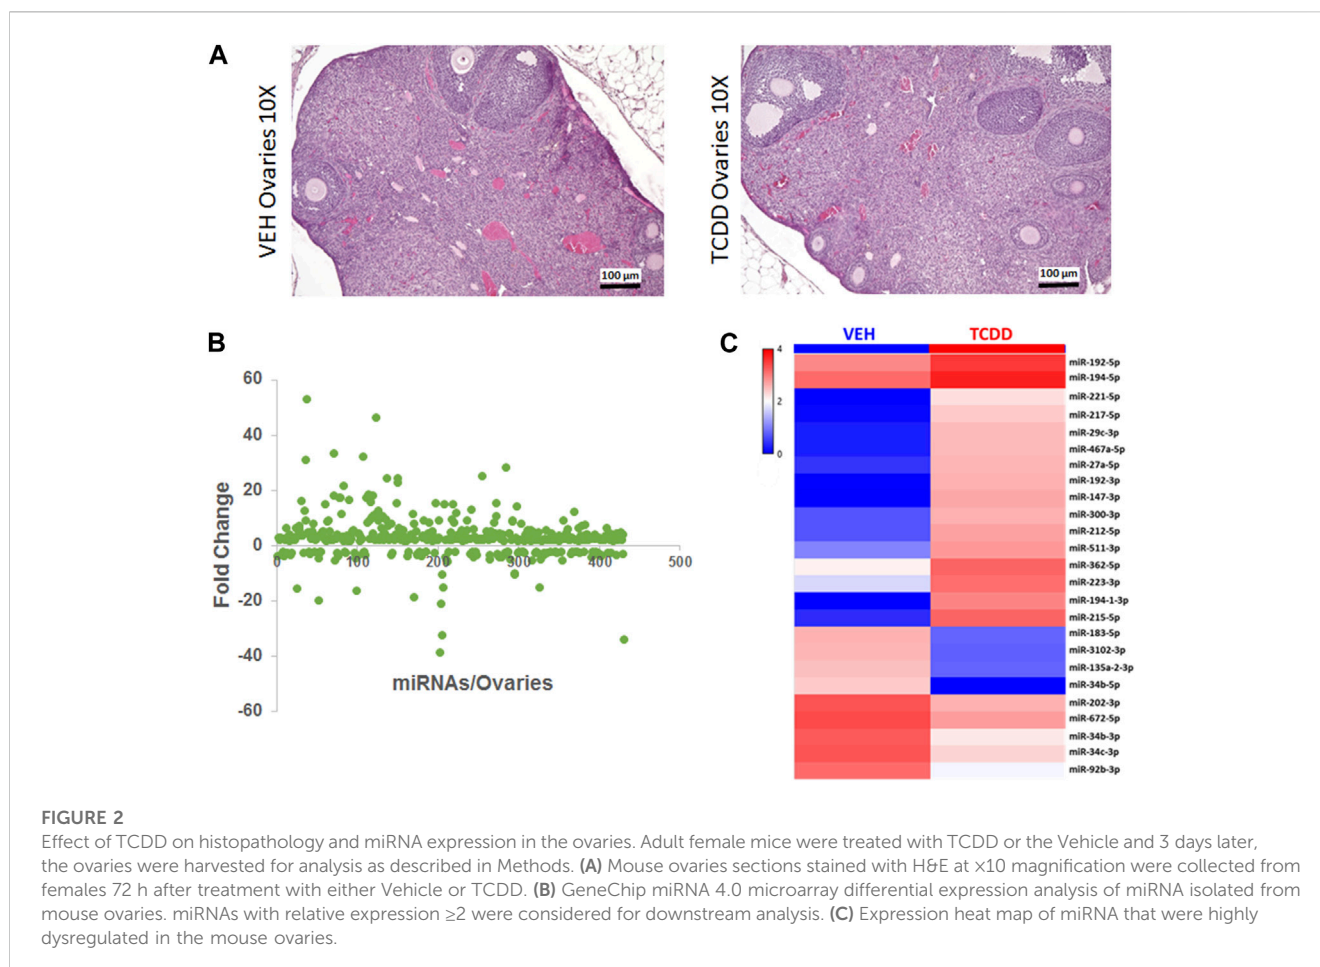 A
VEH Ovaries 10X
100 µm
TCDD Ovaries 10X
100 µm
B
60
40
20
0
-20
-40
-60
0
100
200
300
400
500
Fold Change
miRNAs/Ovaries
C
VEH
TCDD
4
2
0
miR-192-5p
miR-194-5p
miR-221-5p
miR-217-5p
miR-29c-3p
miR-467a-5p
miR-27a-5p
miR-192-3p
miR-147-3p
miR-300-3p
miR-212-5p
miR-511-3p
miR-362-5p
miR-223-3p
miR-194-1-3p
miR-215-5p
miR-183-5p
miR-3102-3p
miR-135a-2-3p
miR-34b-5p
miR-202-3p
miR-672-5p
miR-34b-3p
miR-34c-3p
miR-92b-3p
FIGURE 2
Effect of TCDD on histopathology and miRNA expression in the ovaries. Adult female mice were treated with TCDD or the Vehicle and 3 days later,
the ovaries were harvested for analysis as described in Methods. (A) Mouse ovaries sections stained with H&E at ×10 magnification were collected from
females 72 h after treatment with either Vehicle or TCDD. (B) GeneChip miRNA 4.0 microarray differential expression analysis of miRNA isolated from
mouse ovaries. miRNAs with relative expression ≥2 were considered for downstream analysis. (C) Expression heat map of miRNA that were highly
dysregulated in the mouse ovaries.